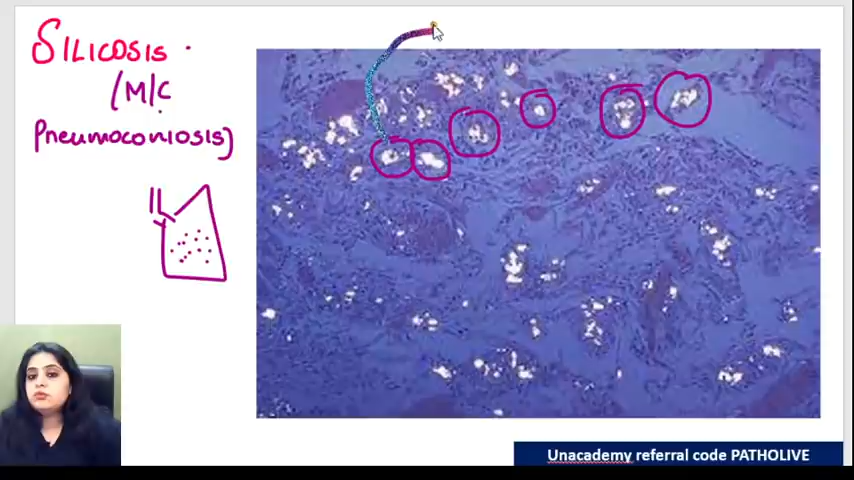 SILICOSIS
(M/C
Pneumoconiosis)
Unacademy referral code PATHOLIVE